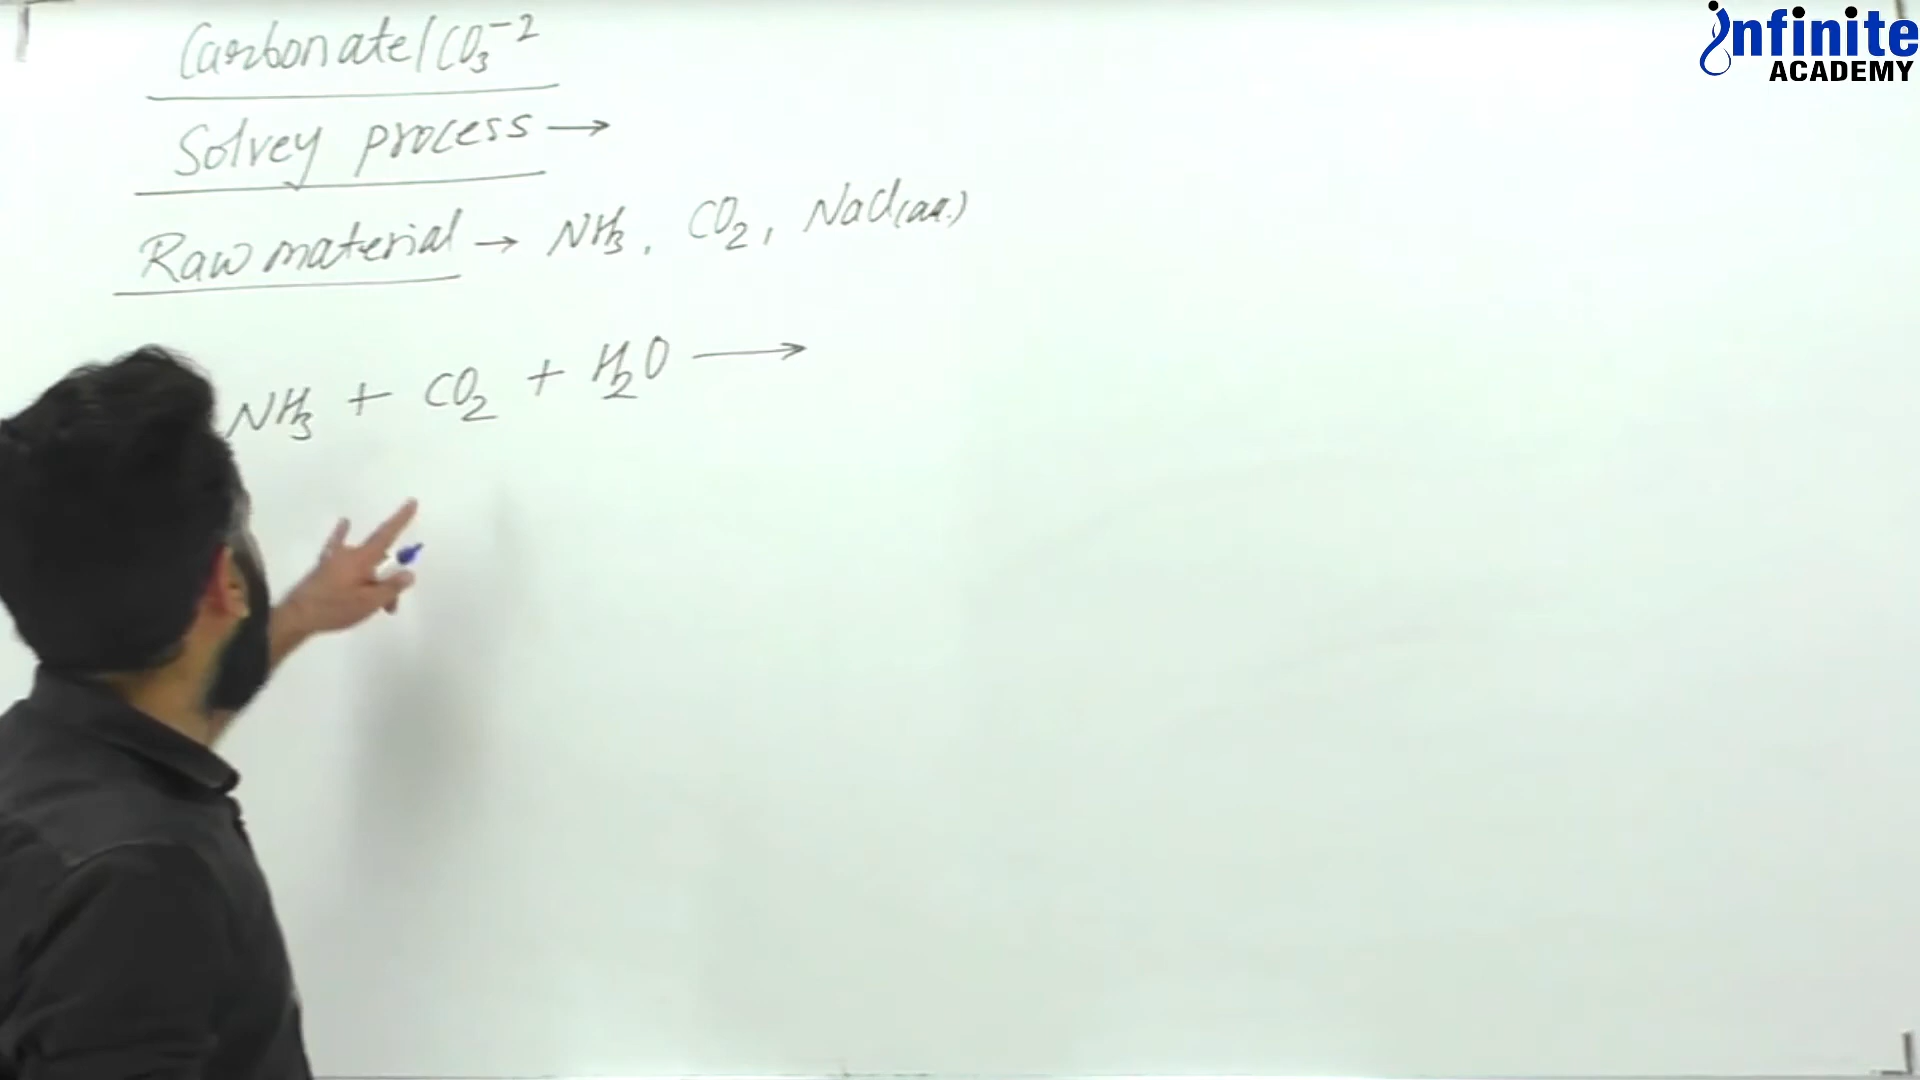 Carbonate/CO₃⁻²
Solvey process →
Raw material → NH₃, CO₂, NaCl(aq.)
NH₃ + CO₂ + H₂O →
infinite
ACADEMY